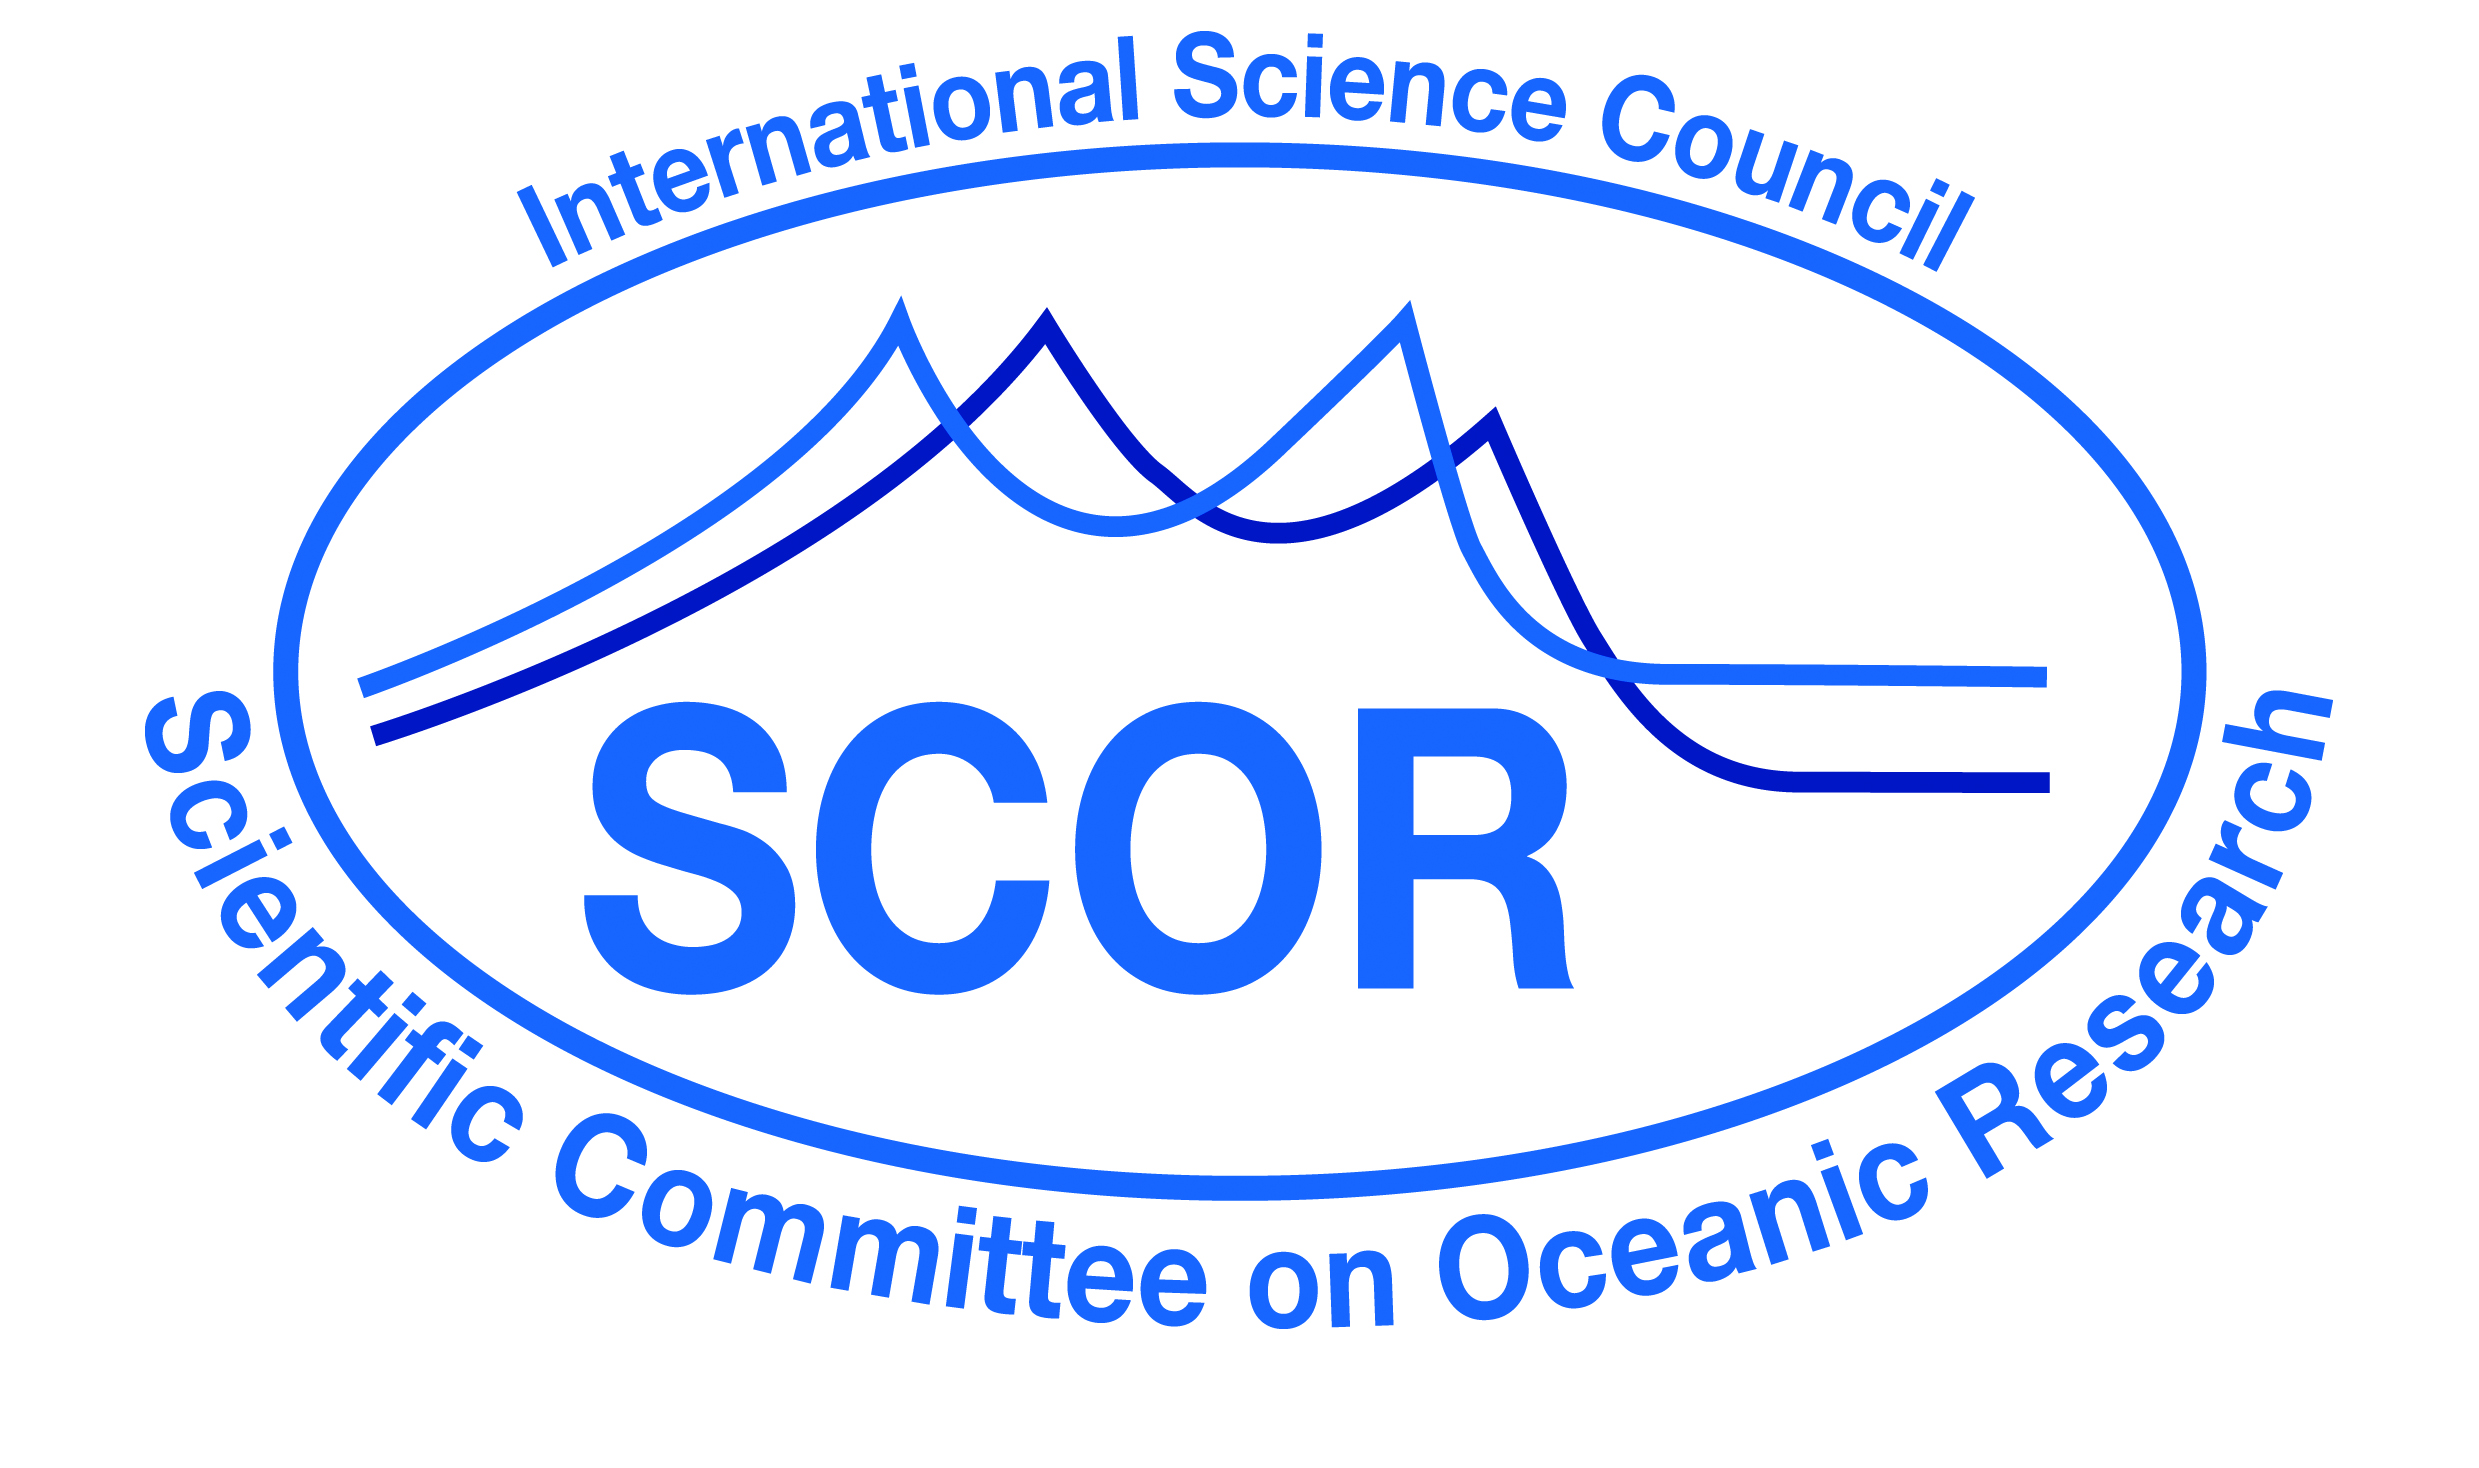 International Science Council
SCOR
Scientific Committee on Oceanic Research